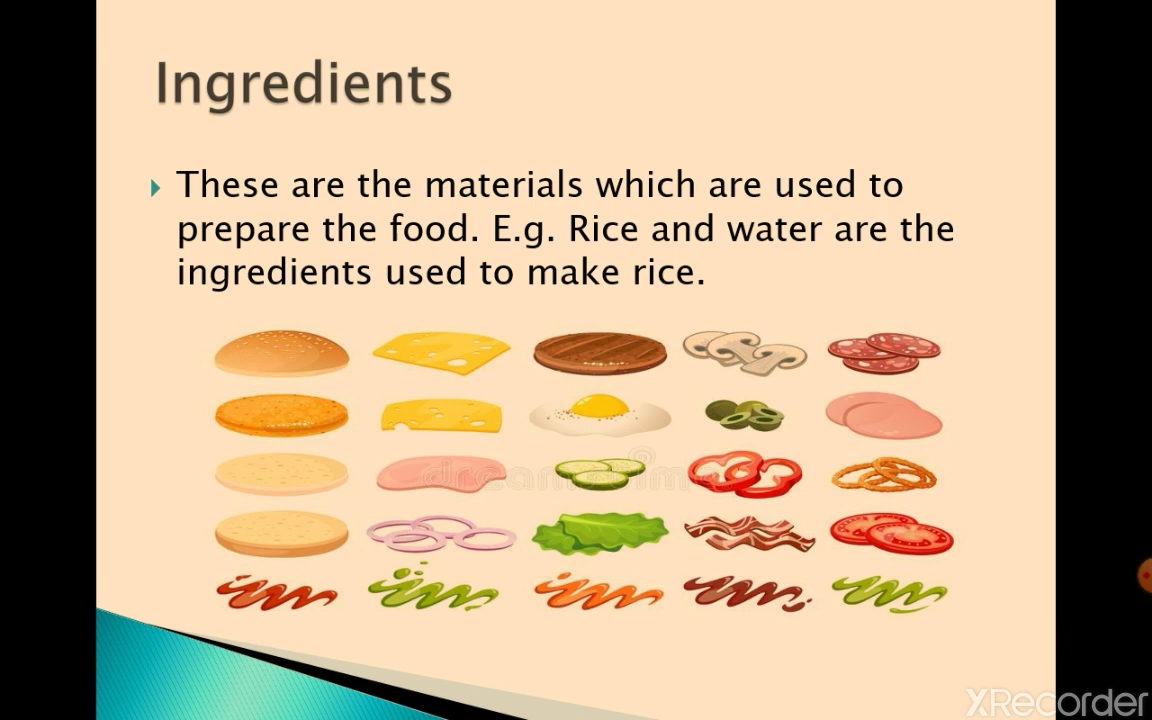 Ingredients
These are the materials which are used to
prepare the food. E.g. Rice and water are the
ingredients used to make rice.
XRecorder